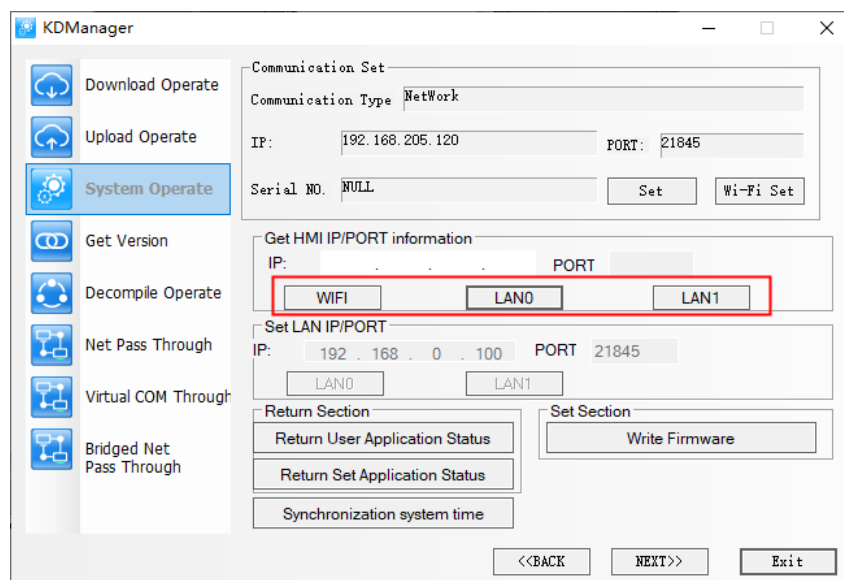 KDManager
Download Operate
Upload Operate
System Operate
Get Version
Decompile Operate
Net Pass Through
Virtual COM Through
Bridged Net
Pass Through
Communication Set
Communication Type NetWork
IP: 192.168.205.120 PORT: 21845
Serial NO. NULL Set Wi-Fi Set
Get HMI IP/PORT information
IP: . . . PORT
WIFI LAN0 LAN1
Set LAN IP/PORT
IP: 192 . 168 . 0 . 100 PORT 21845
LAN0 LAN1
Return Section
Return User Application Status
Return Set Application Status
Synchronization system time
Set Section
Write Firmware
<<BACK NEXT>> Exit